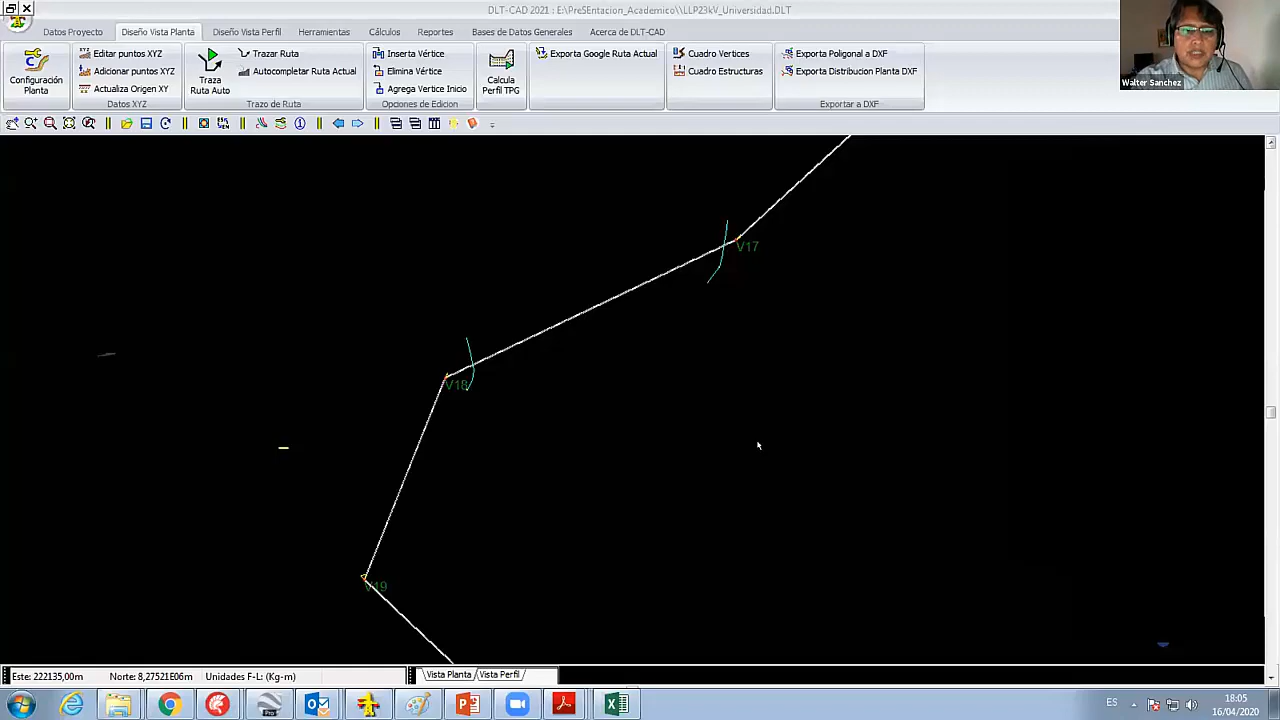 DLT-CAD 2021 : E:\PreSEntacion_Academico\\LLP23kV_Universidad.DLT
Datos Proyecto Diseño Vista Planta Diseño Vista Perfil Herramientas Cálculos Reportes Bases de Datos Generales Acerca de DLT-CAD
Configuración Planta
Editar puntos XYZ
Adicionar puntos XYZ
Actualiza Origen XY
Datos XYZ
Traza Ruta Auto
Trazar Ruta
Autocompletar Ruta Actual
Trazo de Ruta
Inserta Vértice
Elimina Vértice
Agrega Vertice Inicio
Opciones de Edicion
Calcula Perfil TPG
Exporta Google Ruta Actual
Cuadro Vertices
Cuadro Estructuras
Exporta Poligonal a DXF
Exporta Distribucion Planta DXF
Exportar a DXF
Walter Sanchez
V17
V18
V19
Este: 222135,00m Norte: 8,27521E06m Unidades F-L: (Kg-m) Vista Planta Vista Perfil
Pro
ES
18:05
16/04/2020